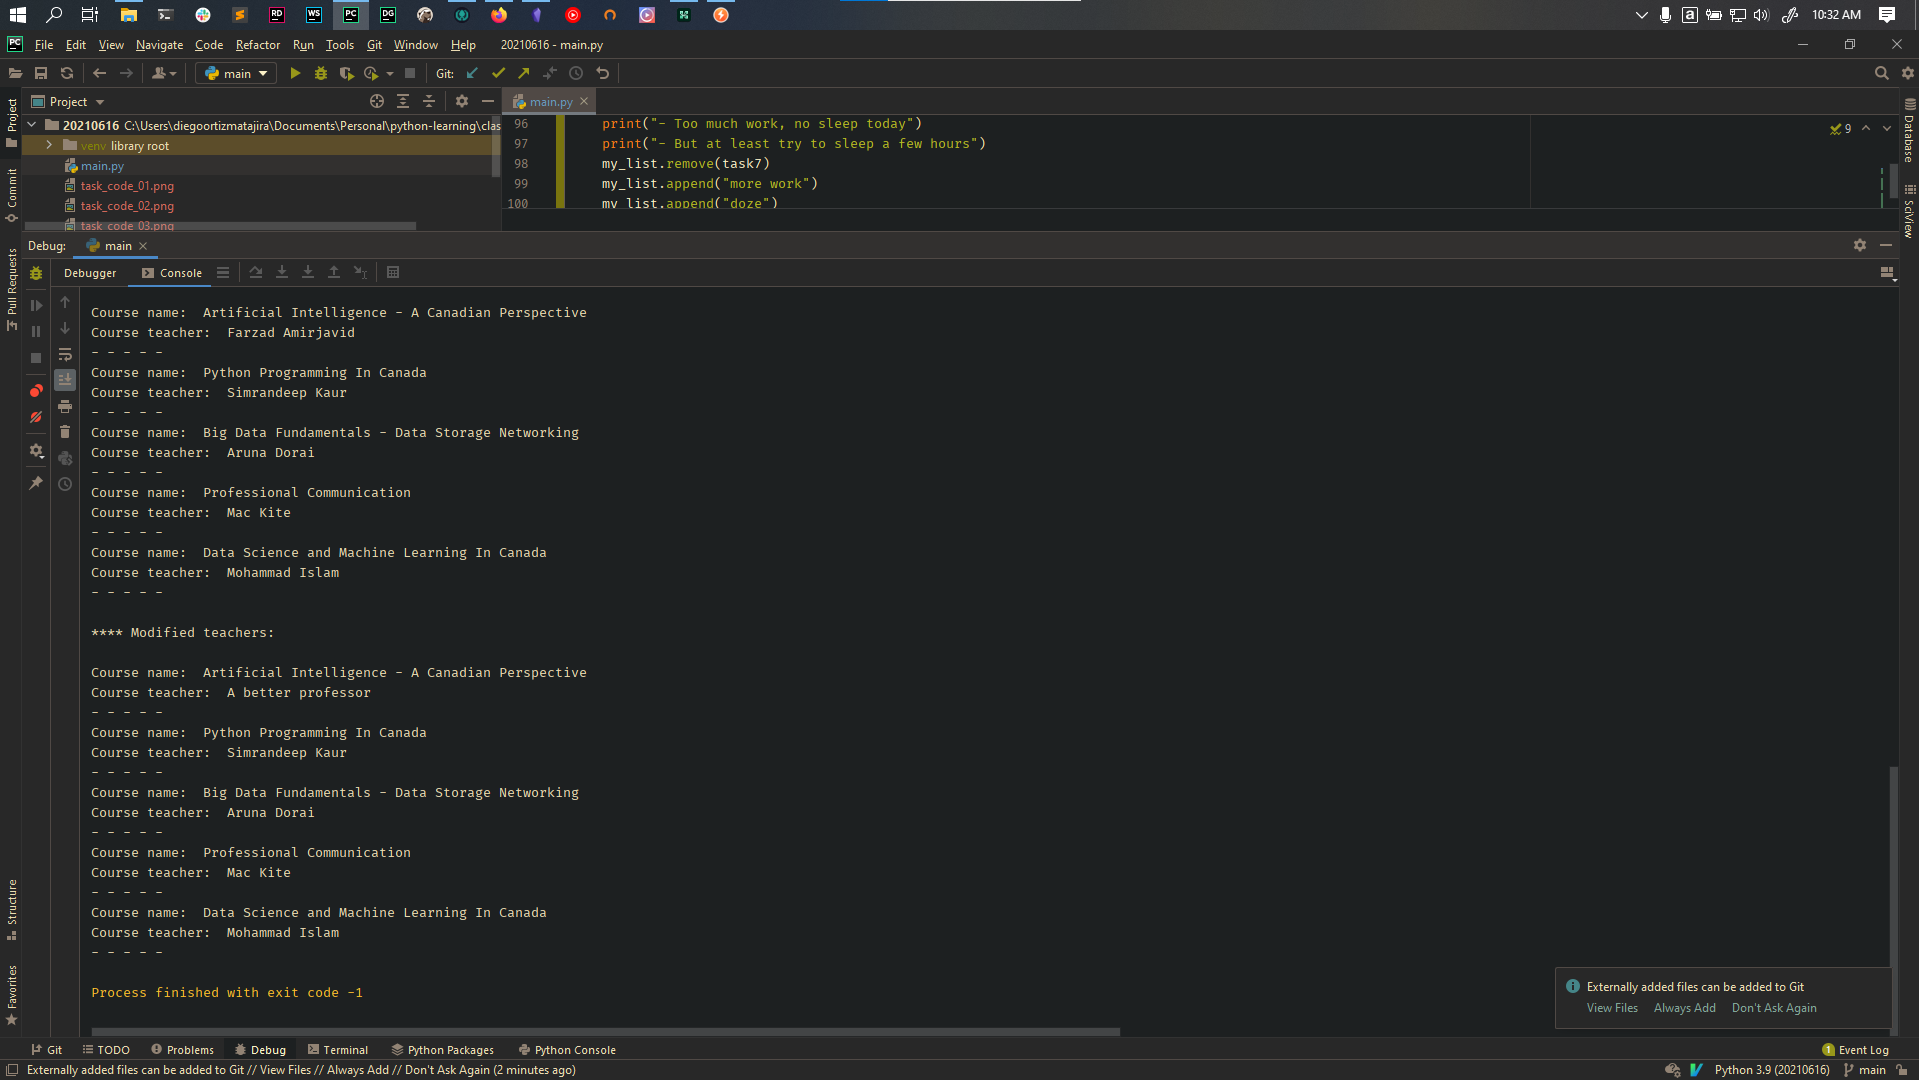 RD WS PC DG
a
10:32 AM
PC File Edit View Navigate Code Refactor Run Tools Git Window Help 20210616 - main.py
main Git:
Project main.py
20210616 C:\Users\diegoortizmatajira\Documents\Personal\python-learning\clas
venv library root
main.py
task_code_01.png
task_code_02.png
task_code_03.png
96 print("- Too much work, no sleep today")
97 print("- But at least try to sleep a few hours")
98 my_list.remove(task7)
99 my_list.append("more work")
100 my_list.append("doze")
9
Project
Commit
Pull Requests
Structure
Favorites
Database
SciView
Debug: main
Debugger Console
Course name:  Artificial Intelligence - A Canadian Perspective
Course teacher:  Farzad Amirjavid
- - - - -
Course name:  Python Programming In Canada
Course teacher:  Simrandeep Kaur
- - - - -
Course name:  Big Data Fundamentals - Data Storage Networking
Course teacher:  Aruna Dorai
- - - - -
Course name:  Professional Communication
Course teacher:  Mac Kite
- - - - -
Course name:  Data Science and Machine Learning In Canada
Course teacher:  Mohammad Islam
- - - - -
**** Modified teachers:
Course name:  Artificial Intelligence - A Canadian Perspective
Course teacher:  A better professor
- - - - -
Course name:  Python Programming In Canada
Course teacher:  Simrandeep Kaur
- - - - -
Course name:  Big Data Fundamentals - Data Storage Networking
Course teacher:  Aruna Dorai
- - - - -
Course name:  Professional Communication
Course teacher:  Mac Kite
- - - - -
Course name:  Data Science and Machine Learning In Canada
Course teacher:  Mohammad Islam
- - - - -
Process finished with exit code -1
Externally added files can be added to Git
View Files Always Add Don't Ask Again
Git TODO Problems Debug Terminal Python Packages Python Console 1 Event Log
Externally added files can be added to Git // View Files // Always Add // Don't Ask Again (2 minutes ago) Python 3.9 (20210616) main